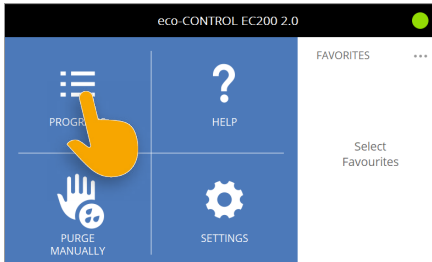 eco-CONTROL EC200 2.0
FAVORITES
HELP
Select
Favourites
PURGE
MANUALLY
SETTINGS